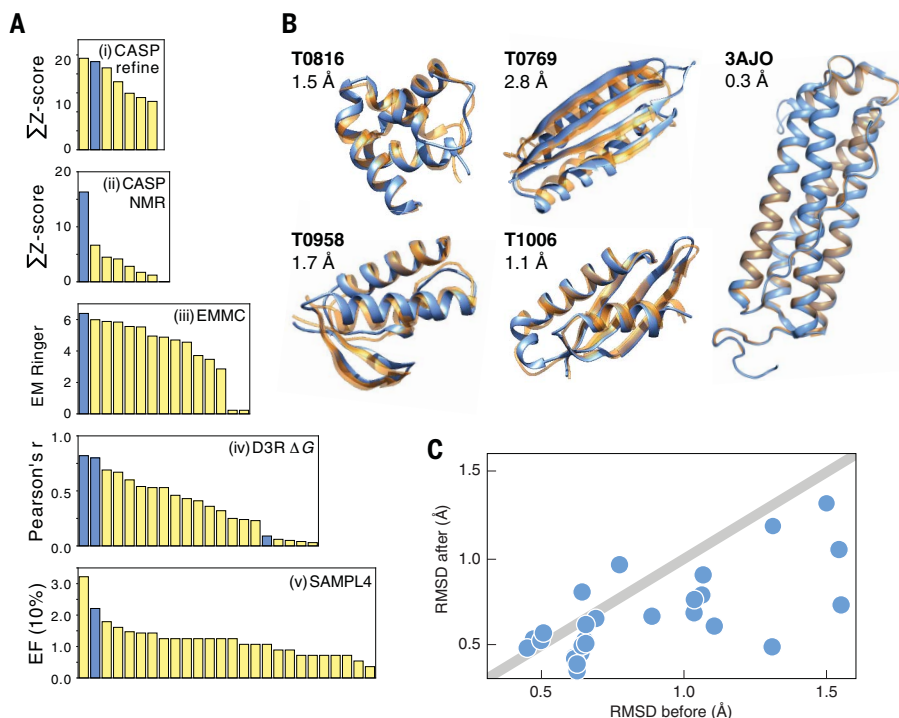 A
(i) CASP
refine
20
10
0
∑Z-score
(ii) CASP
NMR
20
10
0
∑Z-score
(iii) EMMC
6
4
2
0
EM Ringer
(iv) D3R ΔG
1.0
0.5
0.0
Pearson's r
(v) SAMPL4
3.0
2.0
1.0
0.0
EF (10%)
B
T0816
1.5 Å
T0769
2.8 Å
3AJO
0.3 Å
T0958
1.7 Å
T1006
1.1 Å
C
1.5
1.0
0.5
RMSD after (Å)
0.5 1.0 1.5
RMSD before (Å)